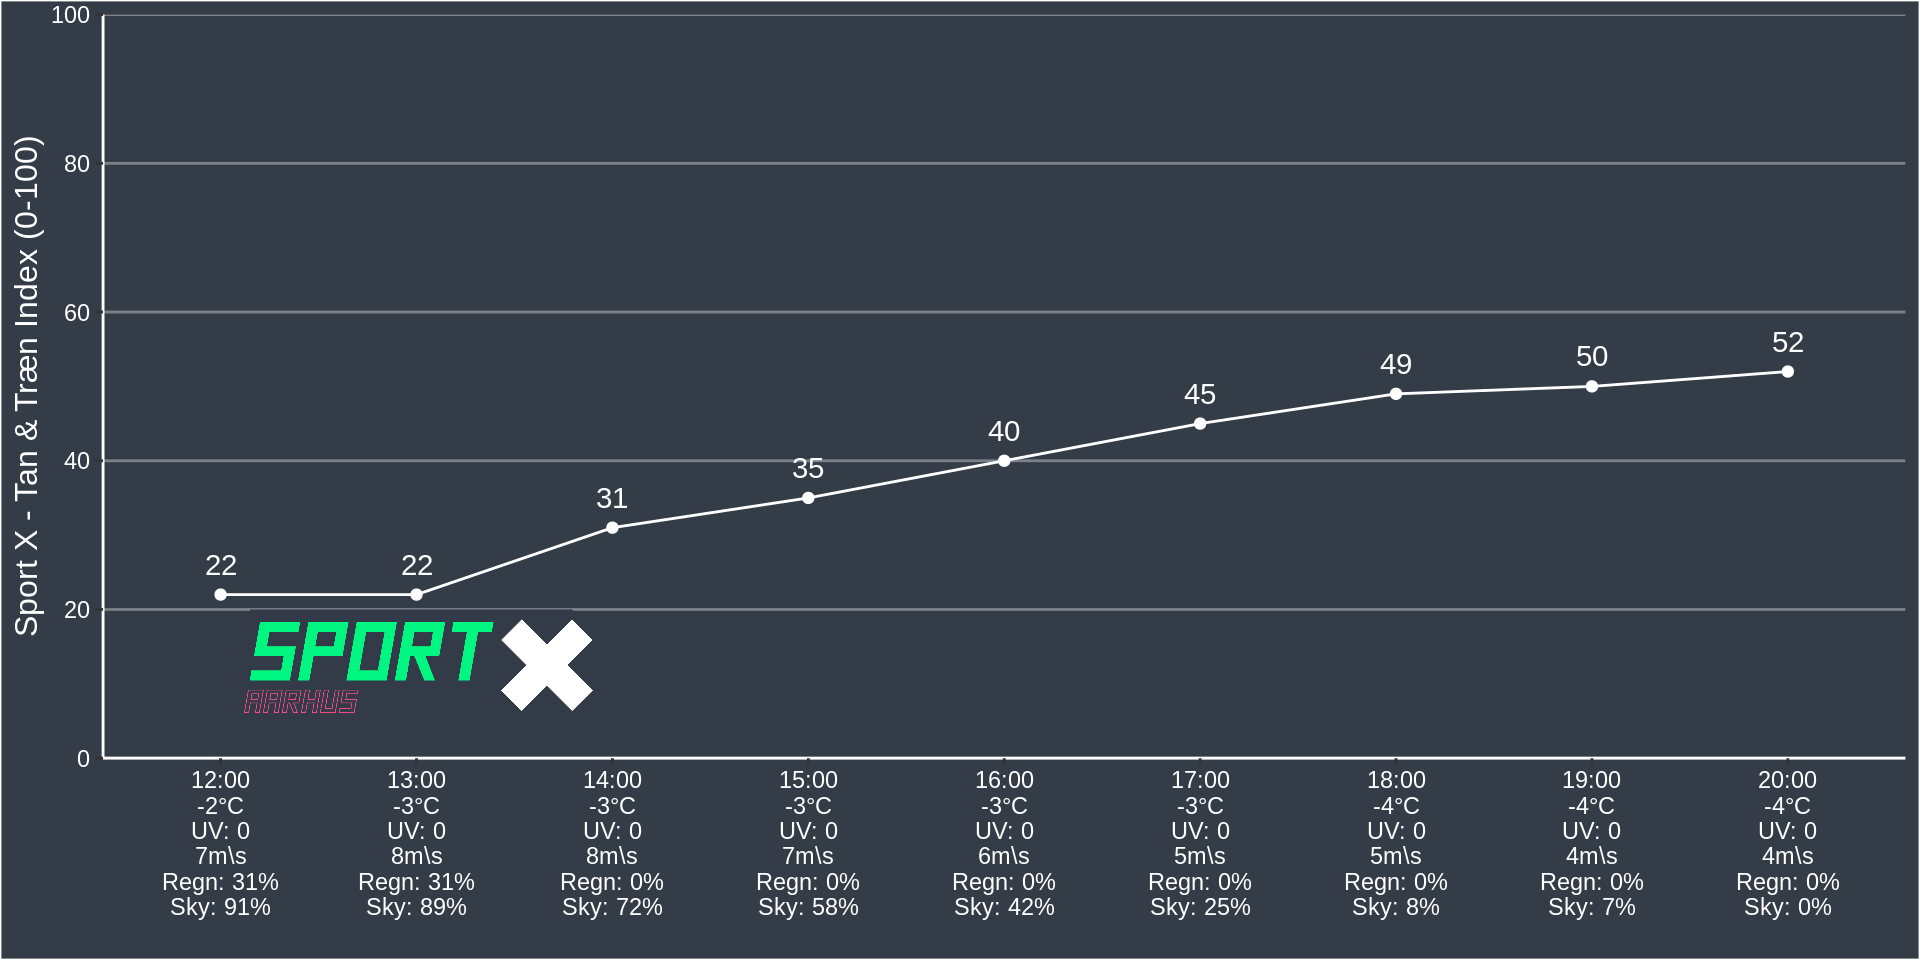 Sport X - Tan & Træn Index (0-100)
100
80
60
40
20
0
22
22
31
35
40
45
49
50
52
SPORT X
AARHUS
12:00 13:00 14:00 15:00 16:00 17:00 18:00 19:00 20:00
-2°C -3°C -3°C -3°C -3°C -3°C -4°C -4°C -4°C
UV: 0 UV: 0 UV: 0 UV: 0 UV: 0 UV: 0 UV: 0 UV: 0 UV: 0
7m\s 8m\s 8m\s 7m\s 6m\s 5m\s 5m\s 4m\s 4m\s
Regn: 31% Regn: 31% Regn: 0% Regn: 0% Regn: 0% Regn: 0% Regn: 0% Regn: 0% Regn: 0%
Sky: 91% Sky: 89% Sky: 72% Sky: 58% Sky: 42% Sky: 25% Sky: 8% Sky: 7% Sky: 0%